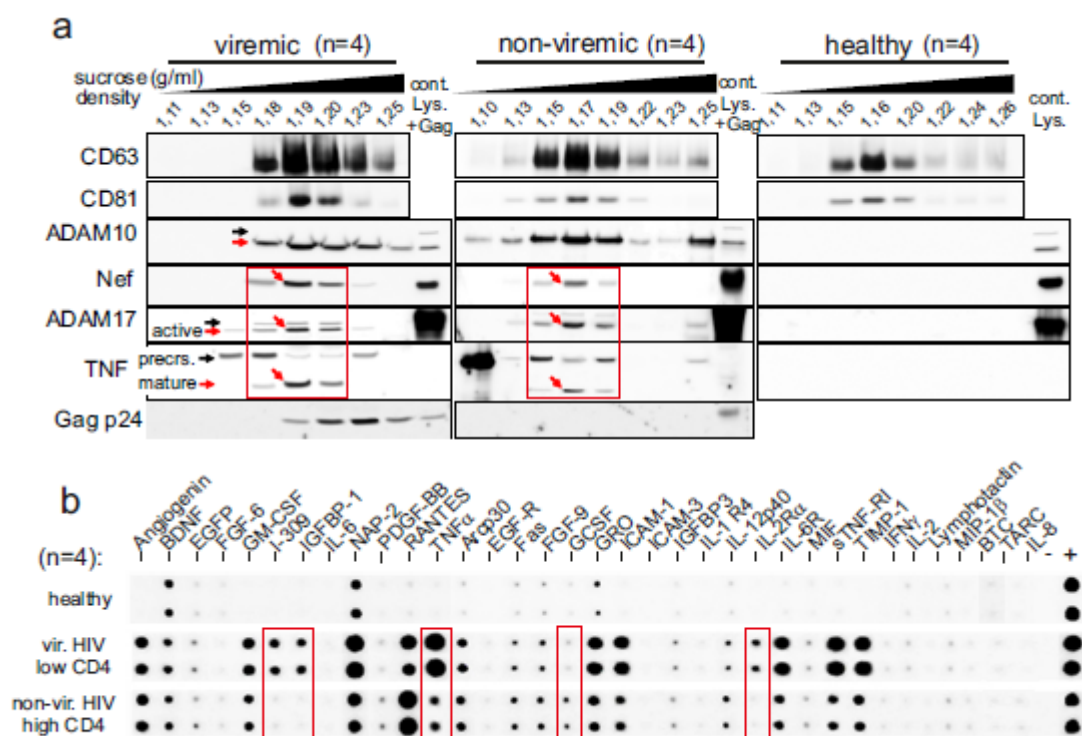 a
viremic (n=4) non-viremic (n=4) healthy (n=4)
sucrose (g/ml)
density
1,11 1,13 1,15 1,18 1,19 1,20 1,23 1,25 cont. Lys. +Gag 1,10 1,13 1,15 1,17 1,19 1,22 1,23 1,25 cont. Lys. +Gag 1,11 1,13 1,15 1,16 1,20 1,22 1,24 1,26 cont. Lys.
CD63
CD81
ADAM10
Nef
ADAM17
active
precrs.
TNF
mature
Gag p24
b
Angiogenin BDNF EGFP FGF-6 GM-CSF I-309 IGFBP-1 IL-6 NAP-2 PDGF-BB RANTES TNFα Acrp30 EGF-R Fas FGF-9 GCSF GRO ICAM-1 ICAM-3 IGFBP3 IL-1 R4 IL-12p40 IL-2Rα IL-6R MIF sTNF-RI TIMP-1 IFNγ IL-2 Lymphotactin MIP-1β BTC TARC IL-8 - +
(n=4):
healthy
vir. HIV
low CD4
non-vir. HIV
high CD4